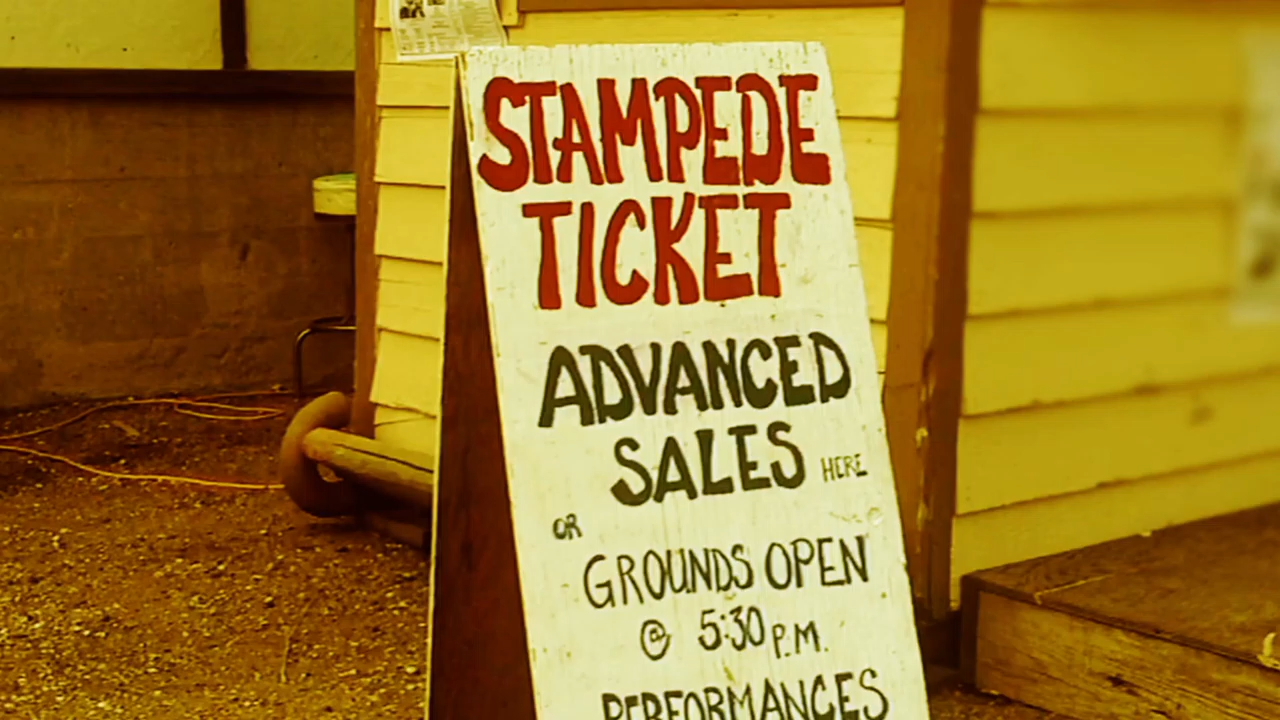 STAMPEDE
TICKET
ADVANCED
SALES HERE
OR
GROUNDS OPEN
@ 5:30 P.M.
PERFORMANCES